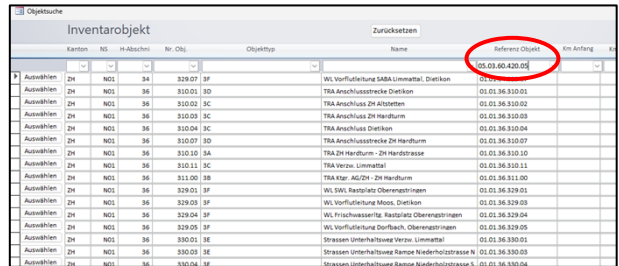 Objektsuche
Inventarobjekt Zurücksetzen
Kanton NS H-Abschni Nr. Obj. Objekttyp Name Referenz Objekt Km Anfang
05.03.60.420.05
Auswählen ZH N01 34 329.07 3F WL Vorflutleitung SABA Limmattal, Dietikon
Auswählen ZH N01 36 310.01 3D TRA Anschlussstrecke Dietikon 01.01.36.310.01
Auswählen ZH N01 36 310.02 3C TRA Anschluss ZH Altstetten 01.01.36.310.02
Auswählen ZH N01 36 310.03 3C TRA Anschluss ZH Hardturm 01.01.36.310.03
Auswählen ZH N01 36 310.04 3C TRA Anschluss Dietikon 01.01.36.310.04
Auswählen ZH N01 36 310.07 3D TRA Anschlussstrecke ZH Hardturm 01.01.36.310.07
Auswählen ZH N01 36 310.10 3A TRA ZH Hardturm - ZH Hardstrasse 01.01.36.310.10
Auswählen ZH N01 36 310.11 3C TRA Verzw. Limmattal 01.01.36.310.11
Auswählen ZH N01 36 311.00 3B TRA Ktgr. AG/ZH - ZH Hardturm 01.01.36.311.00
Auswählen ZH N01 36 329.01 3F WL SWL Rastplatz Oberengstringen 01.01.36.329.01
Auswählen ZH N01 36 329.03 3F WL Vorflutleitung Moos, Dietikon 01.01.36.329.03
Auswählen ZH N01 36 329.04 3F WL Frischwasserltg. Rastplatz Oberengstringen 01.01.36.329.04
Auswählen ZH N01 36 329.05 3F WL Vorflutleitung Dorfbach, Oberengstringen 01.01.36.329.05
Auswählen ZH N01 36 330.01 3E Strassen Unterhaltsweg Verzw. Limmattal 01.01.36.330.01
Auswählen ZH N01 36 330.03 3E Strassen Unterhaltsweg Rampe Niederholzstrasse N 01.01.36.330.03
Auswählen ZH N01 36 330.04 3E Strassen Unterhaltsweg Rampe Niederholzstrasse S 01.01.36.330.04